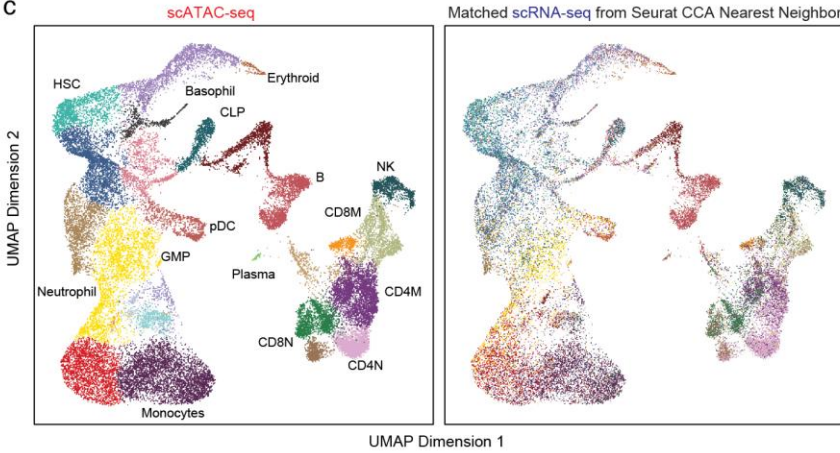 C
scATAC-seq
Matched scRNA-seq from Seurat CCA Nearest Neighbor
HSC
Basophil
Erythroid
CLP
B
NK
CD8M
pDC
GMP
Plasma
Neutrophil
CD4M
CD8N
CD4N
Monocytes
UMAP Dimension 2
UMAP Dimension 1